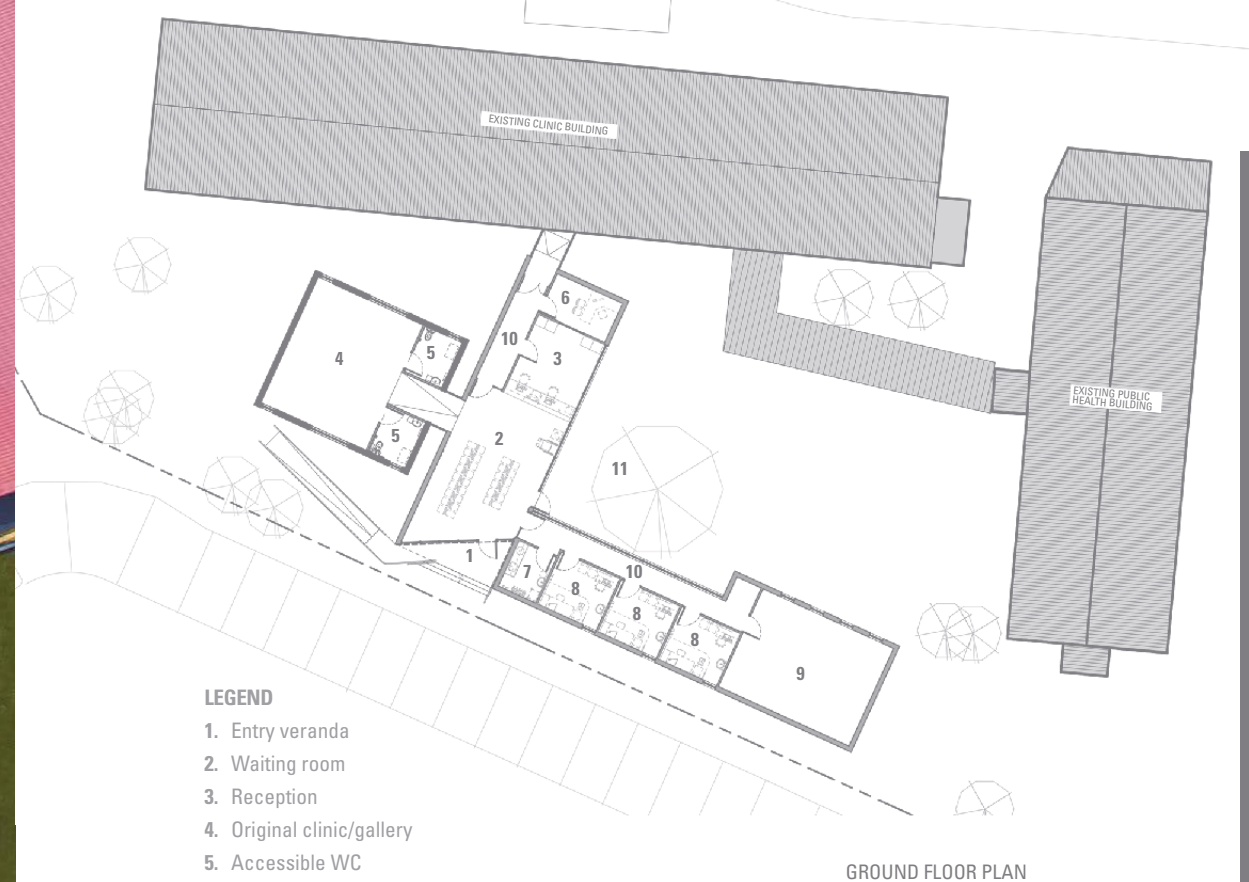 EXISTING CLINIC BUILDING
6
10
3
4
5
EXISTING PUBLIC
HEALTH BUILDING
5
2
11
1
7
10
8
8
8
9
LEGEND
1. Entry veranda
2. Waiting room
3. Reception
4. Original clinic/gallery
5. Accessible WC
GROUND FLOOR PLAN